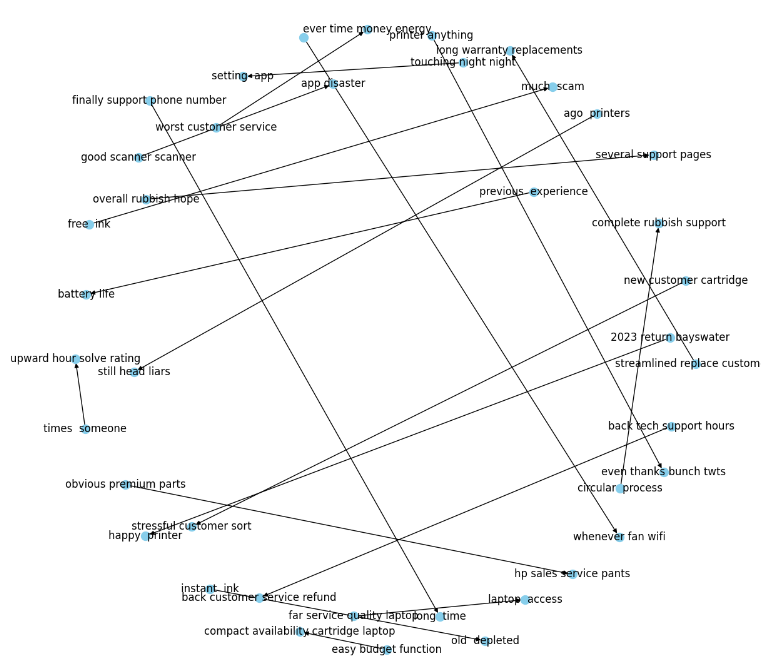 ever time money energy
printer anything
long warranty replacements
touching night night
setting  app
app disaster
much  scam
finally support phone number
ago  printers
worst customer service
several support pages
good scanner scanner
previous  experience
overall rubbish hope
free  ink
complete rubbish support
new customer cartridge
battery life
2023 return bayswater
upward hour solve rating
streamlined replace custom
still head liars
back tech support hours
times  someone
even thanks bunch twts
obvious premium parts
circular  process
stressful customer sort
happy  printer
whenever fan wifi
hp sales service pants
instant  ink
back customer service refund
laptop  access
far service quality laptop
long  time
compact availability cartridge laptop
old  depleted
easy budget function